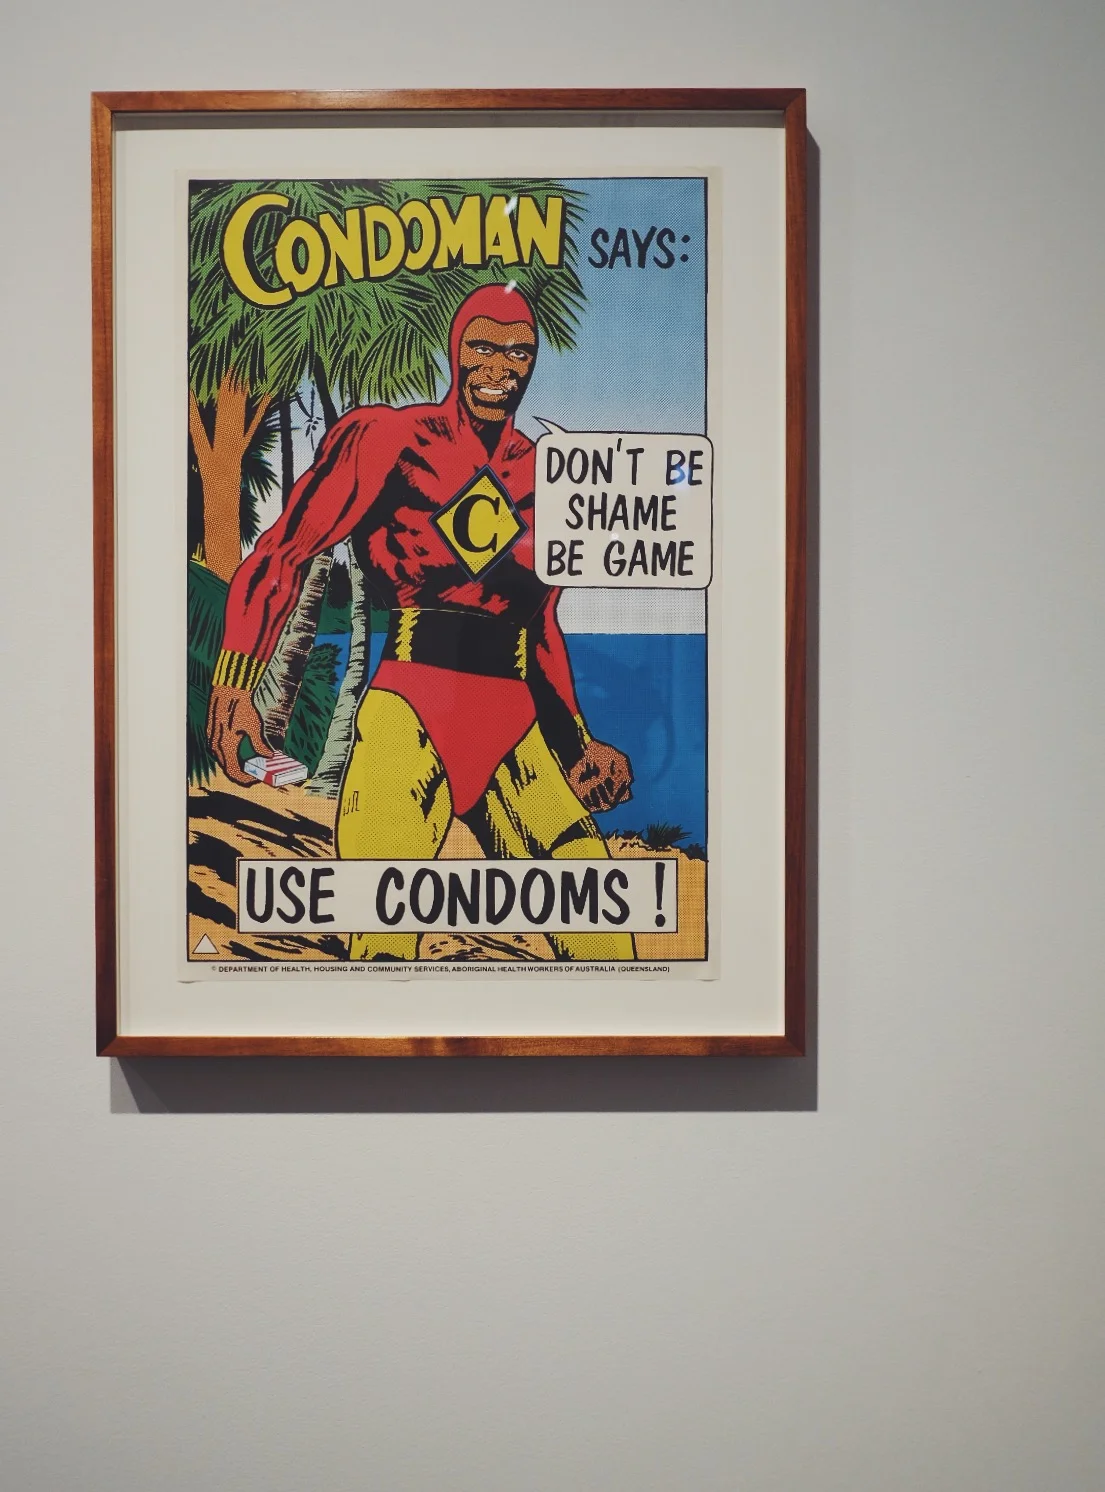 CONDOMAN SAYS:
DON'T BE
SHAME
BE GAME
C
USE CONDOMS!
© DEPARTMENT OF HEALTH, HOUSING AND COMMUNITY SERVICES, ABORIGINAL HEALTH WORKERS OF AUSTRALIA (QUEENSLAND)